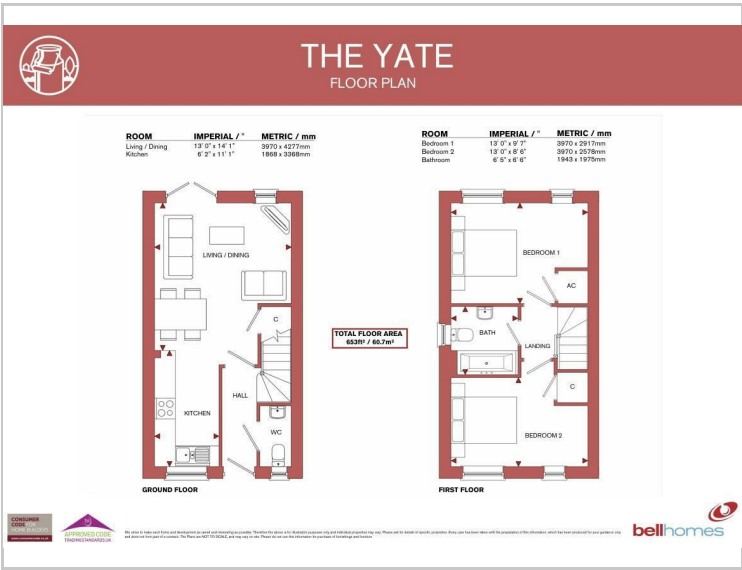 THE YATE
FLOOR PLAN
ROOM IMPERIAL / " METRIC / mm
Living / Dining 13' 0" x 14' 1" 3970 x 4277mm
Kitchen 6' 2" x 11' 1" 1868 x 3368mm
ROOM IMPERIAL / " METRIC / mm
Bedroom 1 13' 0" x 9' 7" 3970 x 2917mm
Bedroom 2 13' 0" x 8' 6" 3970 x 2578mm
Bathroom 6' 5" x 6' 6" 1943 x 1975mm
LIVING / DINING
C
HALL
KITCHEN
WC
GROUND FLOOR
TOTAL FLOOR AREA
653ft² / 60.7m²
BEDROOM 1
AC
BATH
LANDING
C
BEDROOM 2
FIRST FLOOR
CONSUMER
CODE FOR
HOME BUILDERS
APPROVED CODE
TRADINGSTANDARDS.UK
bellhomes